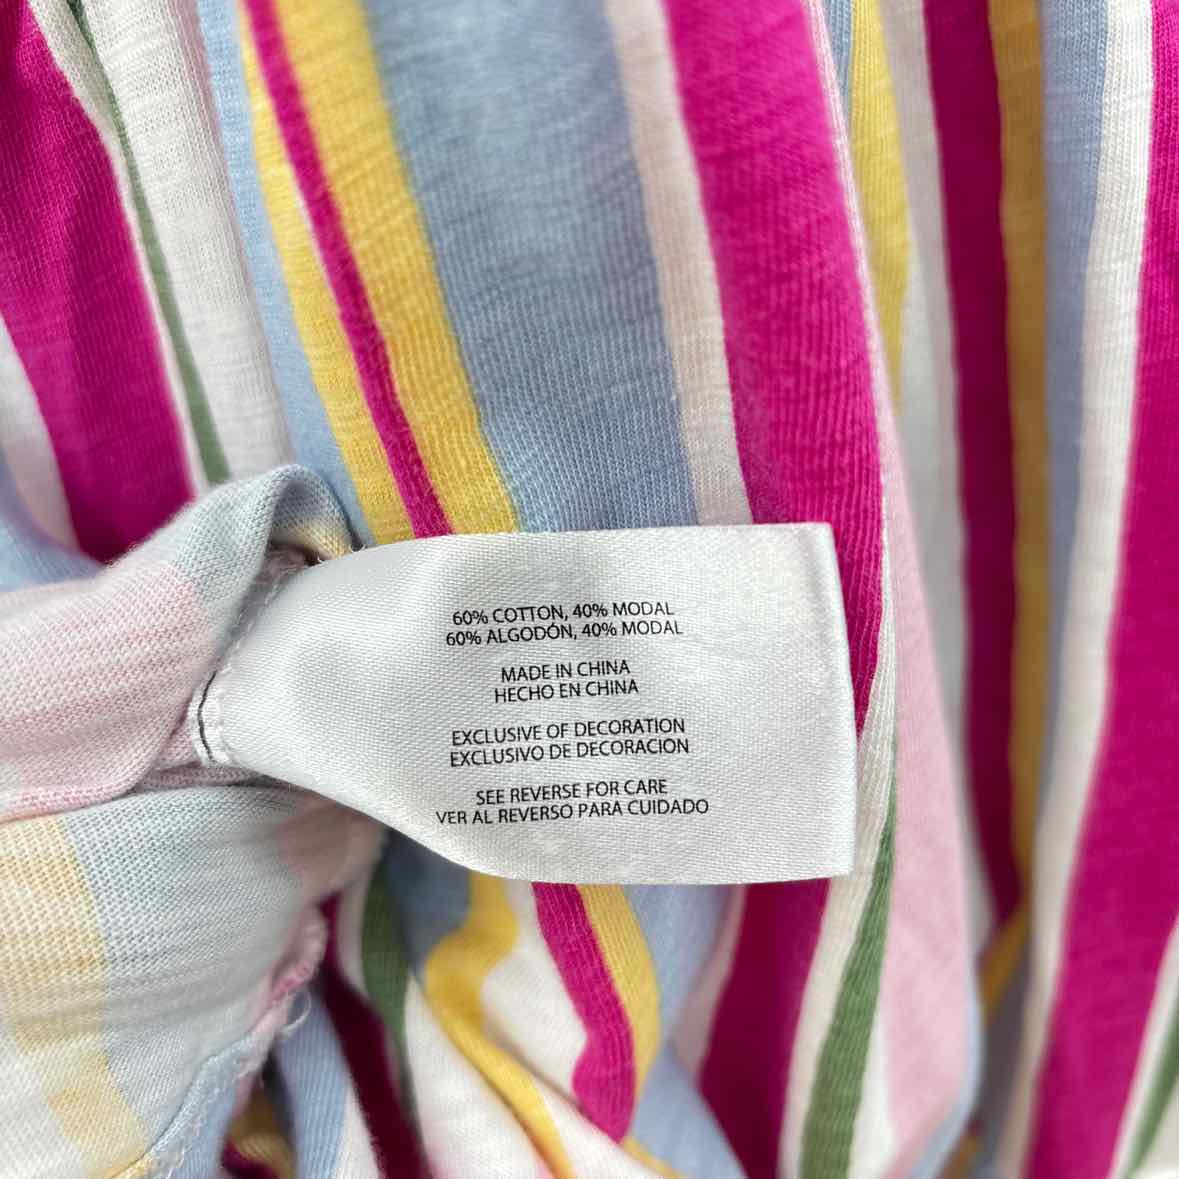 60% COTTON, 40% MODAL
60% ALGODÓN, 40% MODAL
MADE IN CHINA
HECHO EN CHINA
EXCLUSIVE OF DECORATION
EXCLUSIVO DE DECORACION
SEE REVERSE FOR CARE
VER AL REVERSO PARA CUIDADO